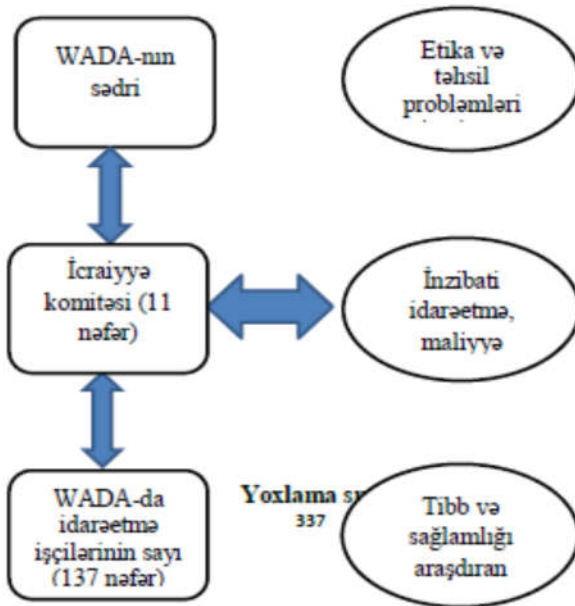 WADA-nın
sədri
Etika və
təhsil
probləmləri
İcraiyyə
komitəsi (11
nəfər)
İnzibati
idarəetmə,
maliyyə
WADA-da
idarəetmə
işçilərinin sayı
(137 nəfər)
Yoxlama
337
Tibb və
sağlamlığı
araşdıran